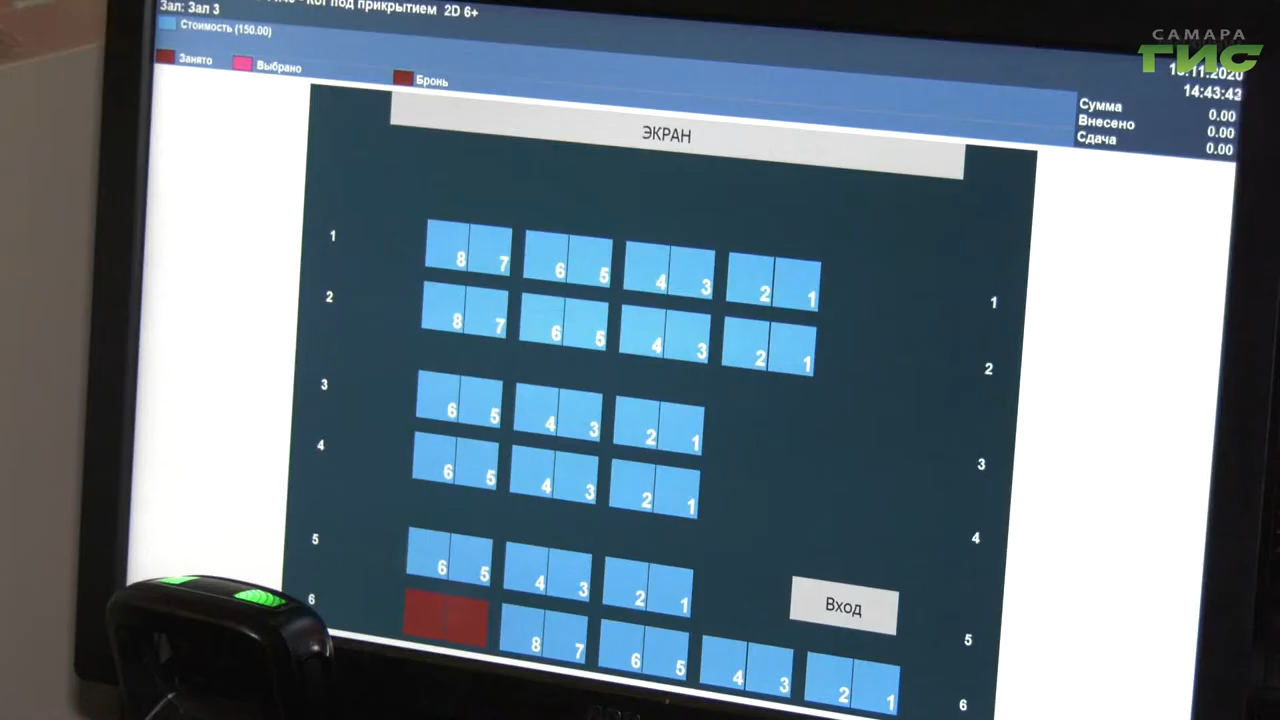 Кот под прикрытием 2D 6+
Зал: Зал 3
Стоимость (150.00)
Занято
Выбрано
Бронь
САМАРА
ГИС
14:43:43
Сумма 0.00
Внесено 0.00
Сдача 0.00
ЭКРАН
1 8 7 6 5 4 3 2 1 1
2 8 7 6 5 4 3 2 1 2
3 6 5 4 3 2 1 3
4 6 5 4 3 2 1 4
5 6 5 4 3 2 1 5
Вход
6 8 7 6 5 4 3 2 1 6